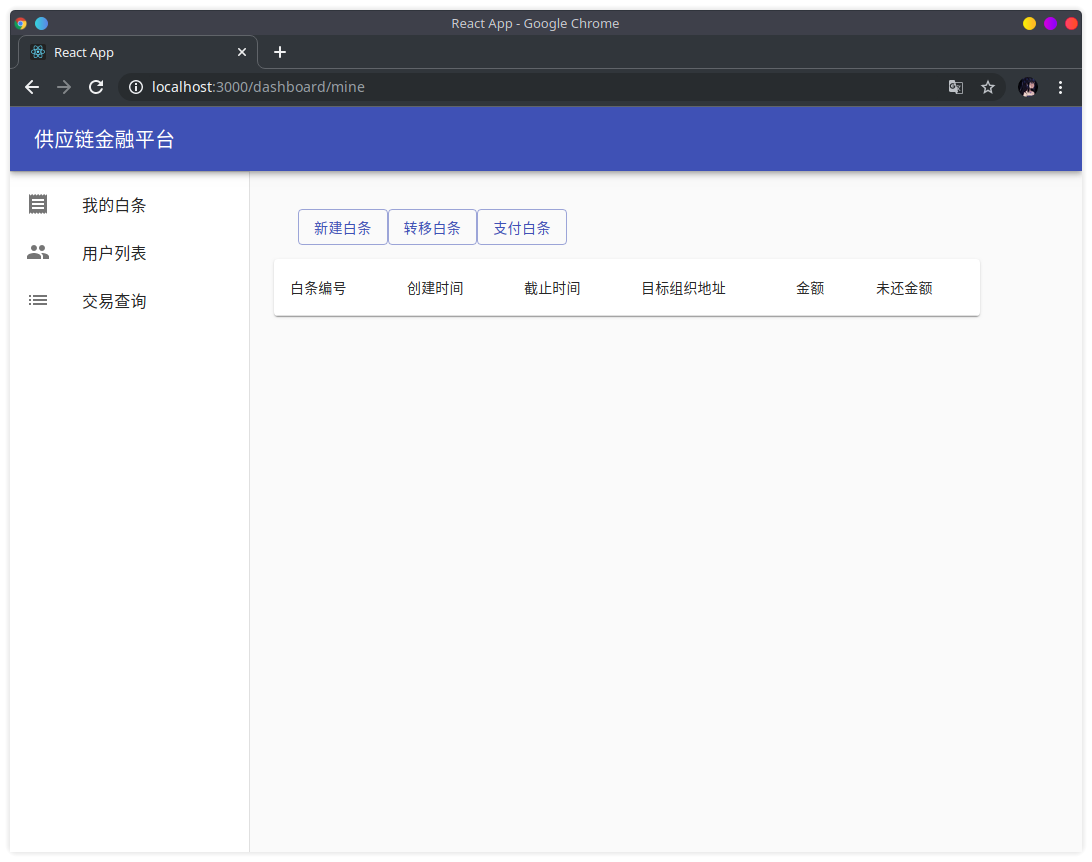 React App - Google Chrome
React App
localhost:3000/dashboard/mine
供应链金融平台
我的白条
用户列表
交易查询
新建白条 转移白条 支付白条
白条编号 创建时间 截止时间 目标组织地址 金额 未还金额